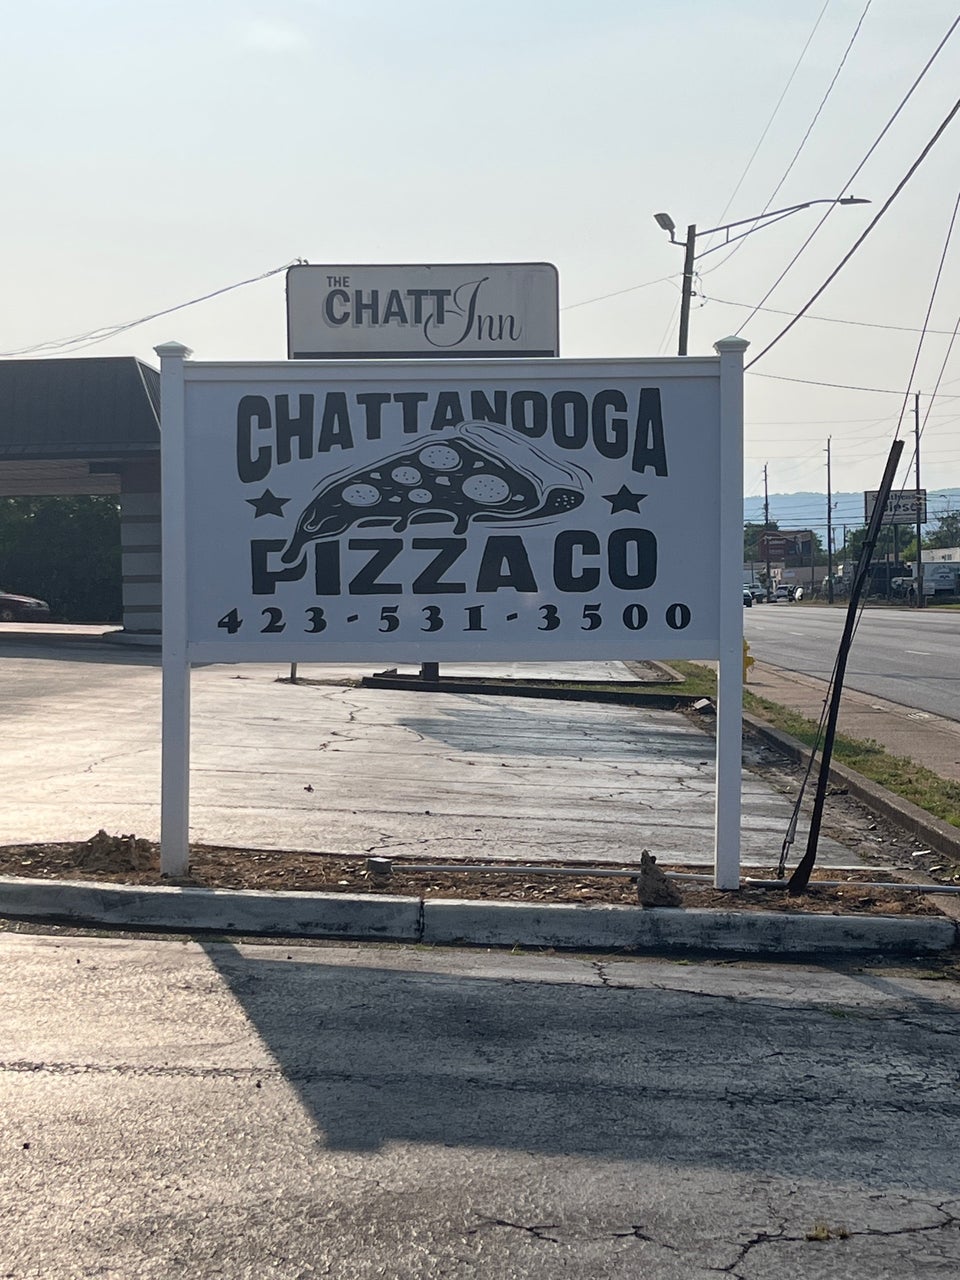 THE
CHATT Inn
CHATTANOOGA
PIZZA CO
423-531-3500